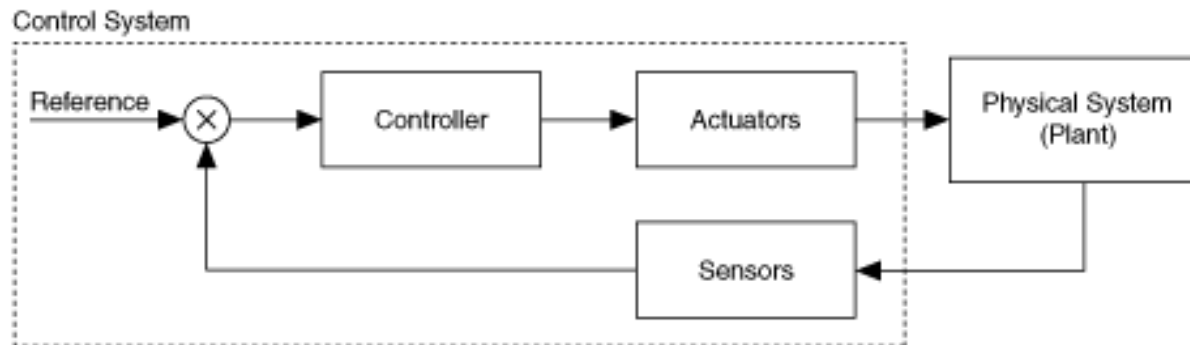 Control System
Reference
Controller
Actuators
Physical System
(Plant)
Sensors